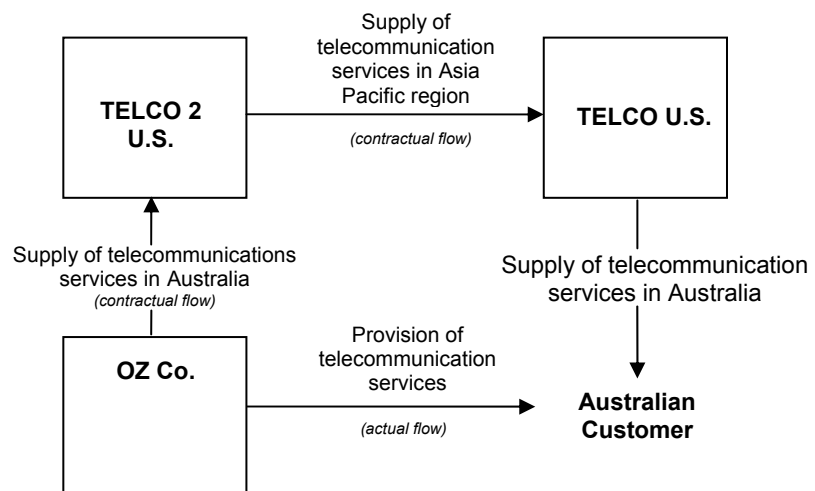 Supply of
telecommunication
services in Asia
Pacific region
(contractual flow)
TELCO 2
U.S.
TELCO U.S.
Supply of telecommunications
services in Australia
(contractual flow)
Supply of telecommunication
services in Australia
OZ Co.
Provision of
telecommunication
services
(actual flow)
Australian
Customer